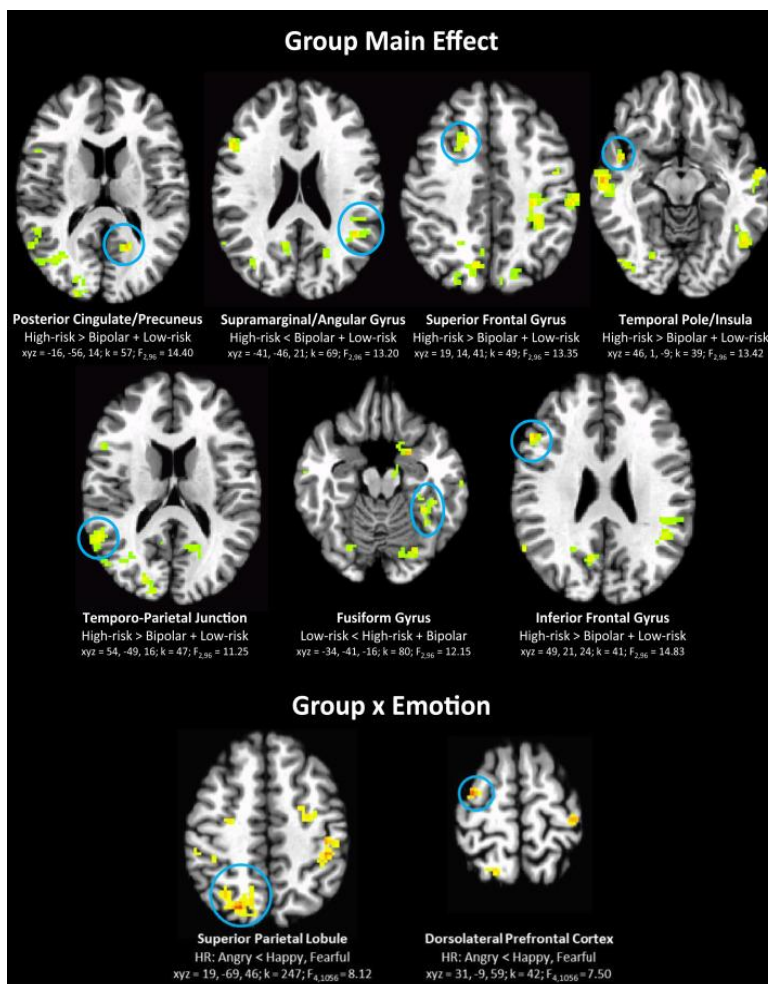 Group Main Effect
Posterior Cingulate/Precuneus
High-risk > Bipolar + Low-risk
xyz = -16, -56, 14; k = 57; F2,96 = 14.40
Supramarginal/Angular Gyrus
High-risk < Bipolar + Low-risk
xyz = -41, -46, 21; k = 69; F2,96 = 13.20
Superior Frontal Gyrus
High-risk > Bipolar + Low-risk
xyz = 19, 14, 41; k = 49; F2,96 = 13.35
Temporal Pole/Insula
High-risk > Bipolar + Low-risk
xyz = 46, 1, -9; k = 39; F2,96 = 13.42
Temporo-Parietal Junction
High-risk > Bipolar + Low-risk
xyz = 54, -49, 16; k = 47; F2,96 = 11.25
Fusiform Gyrus
Low-risk < High-risk + Bipolar
xyz = -34, -41, -16; k = 80; F2,96 = 12.15
Inferior Frontal Gyrus
High-risk > Bipolar + Low-risk
xyz = 49, 21, 24; k = 41; F2,96 = 14.83
Group x Emotion
Superior Parietal Lobule
HR: Angry < Happy, Fearful
xyz = 19, -69, 46; k = 247; F4,1056 = 8.12
Dorsolateral Prefrontal Cortex
HR: Angry < Happy, Fearful
xyz = 31, -9, 59; k = 42; F4,1056 = 7.50